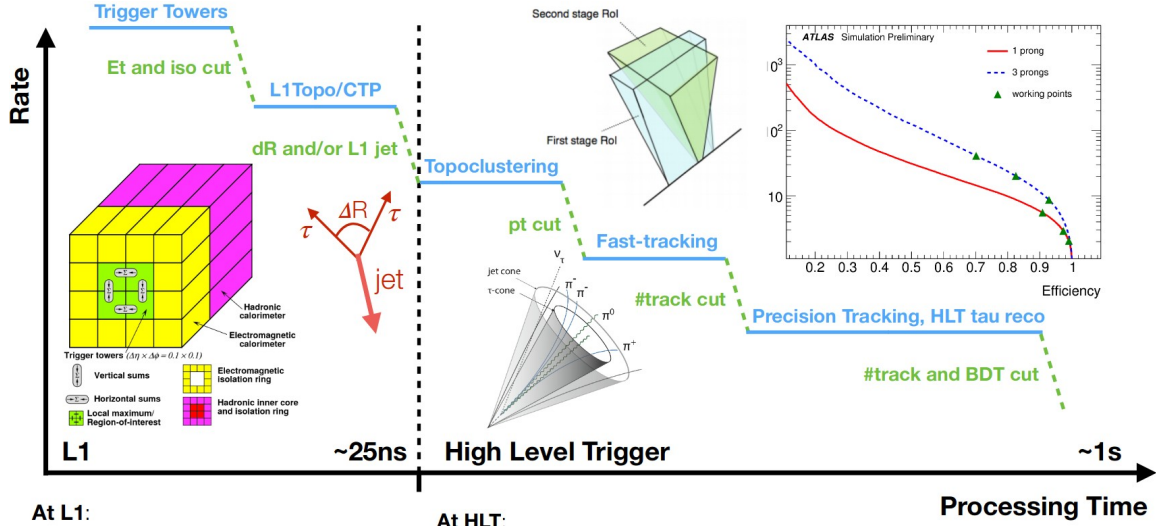 Trigger Towers
Et and iso cut
L1Topo/CTP
dR and/or L1 jet
Topoclustering
pt cut
Fast-tracking
#track cut
Precision Tracking, HLT tau reco
#track and BDT cut
Rate
Second stage RoI
First stage RoI
ATLAS Simulation Preliminary
1 prong
3 prongs
working points
10³
10²
10
0.2 0.3 0.4 0.5 0.6 0.7 0.8 0.9 1
Efficiency
ΔR
τ
τ
jet
Hadronic
calorimeter
Electromagnetic
calorimeter
Trigger towers (Δη × Δφ = 0.1 × 0.1)
Vertical sums
Horizontal sums
Local maximum/
Region-of-interest
Electromagnetic
isolation ring
Hadronic inner core
and isolation ring
jet cone
τ-cone
ντ
π-
π-
π0
π+
L1
~25ns
High Level Trigger
~1s
Processing Time
At L1:
At HLT: